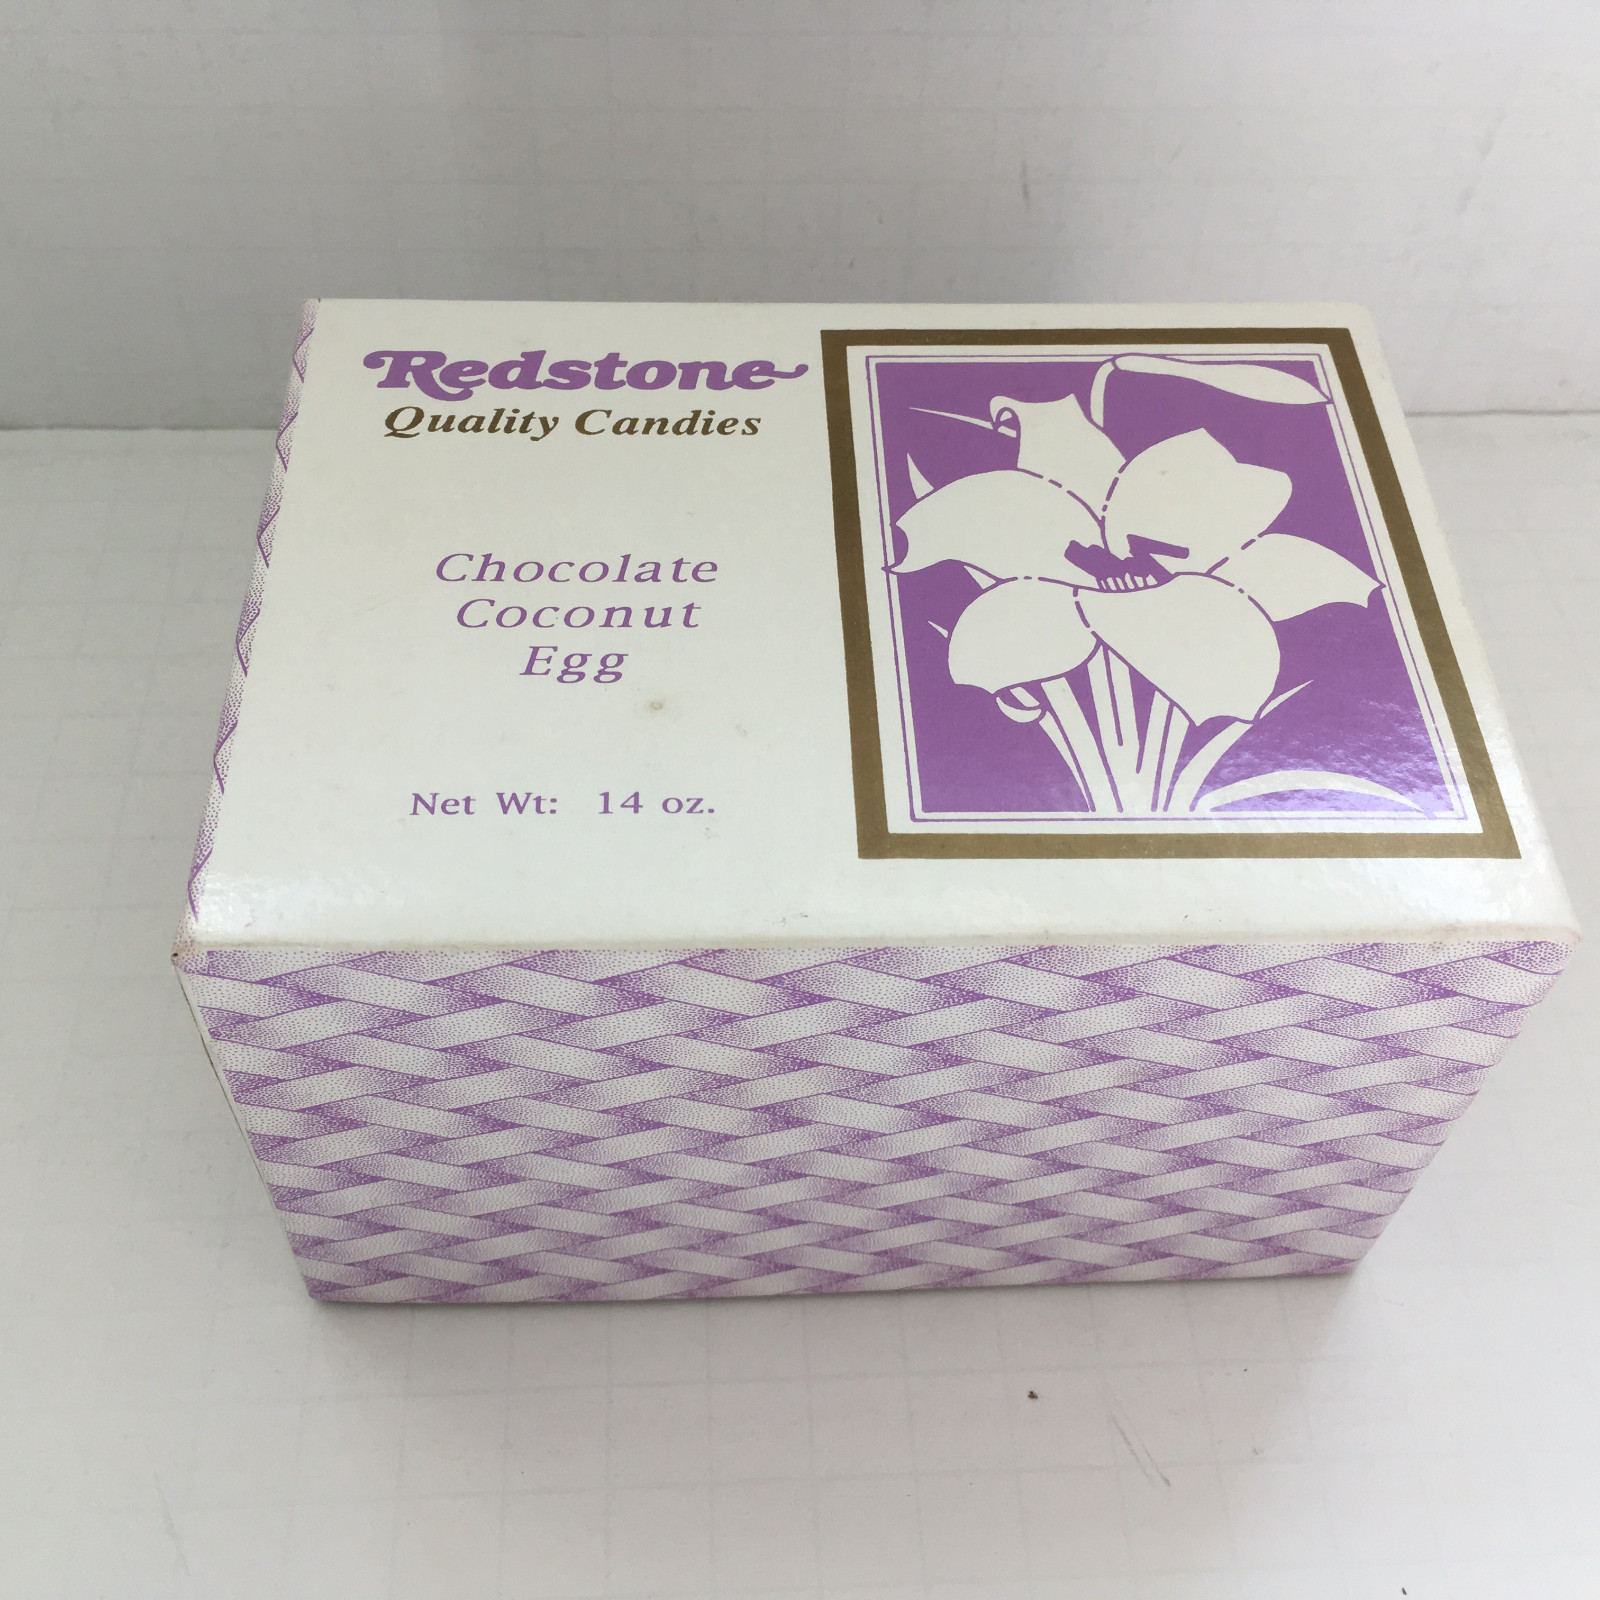 Redstone
Quality Candies
Chocolate
Coconut
Egg
Net Wt: 14 oz.